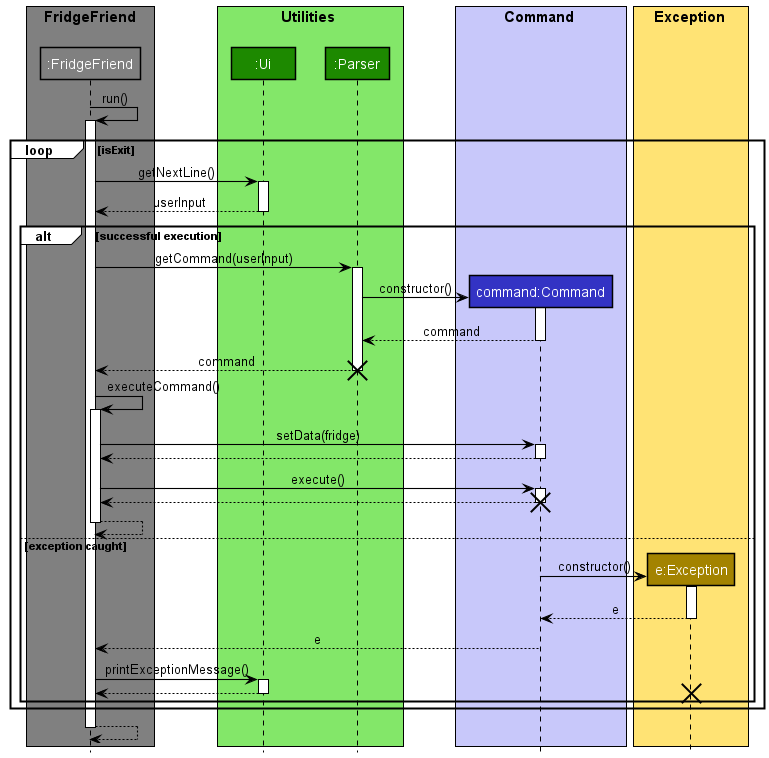 FridgeFriend
Utilities
Command
Exception
:FridgeFriend
:Ui
:Parser
run()
loop
[isExit]
getNextLine()
userInput
alt
[successful execution]
getCommand(userInput)
constructor()
command:Command
command
command
executeCommand()
setData(fridge)
execute()
[exception caught]
constructor()
e:Exception
e
e
printExceptionMessage()